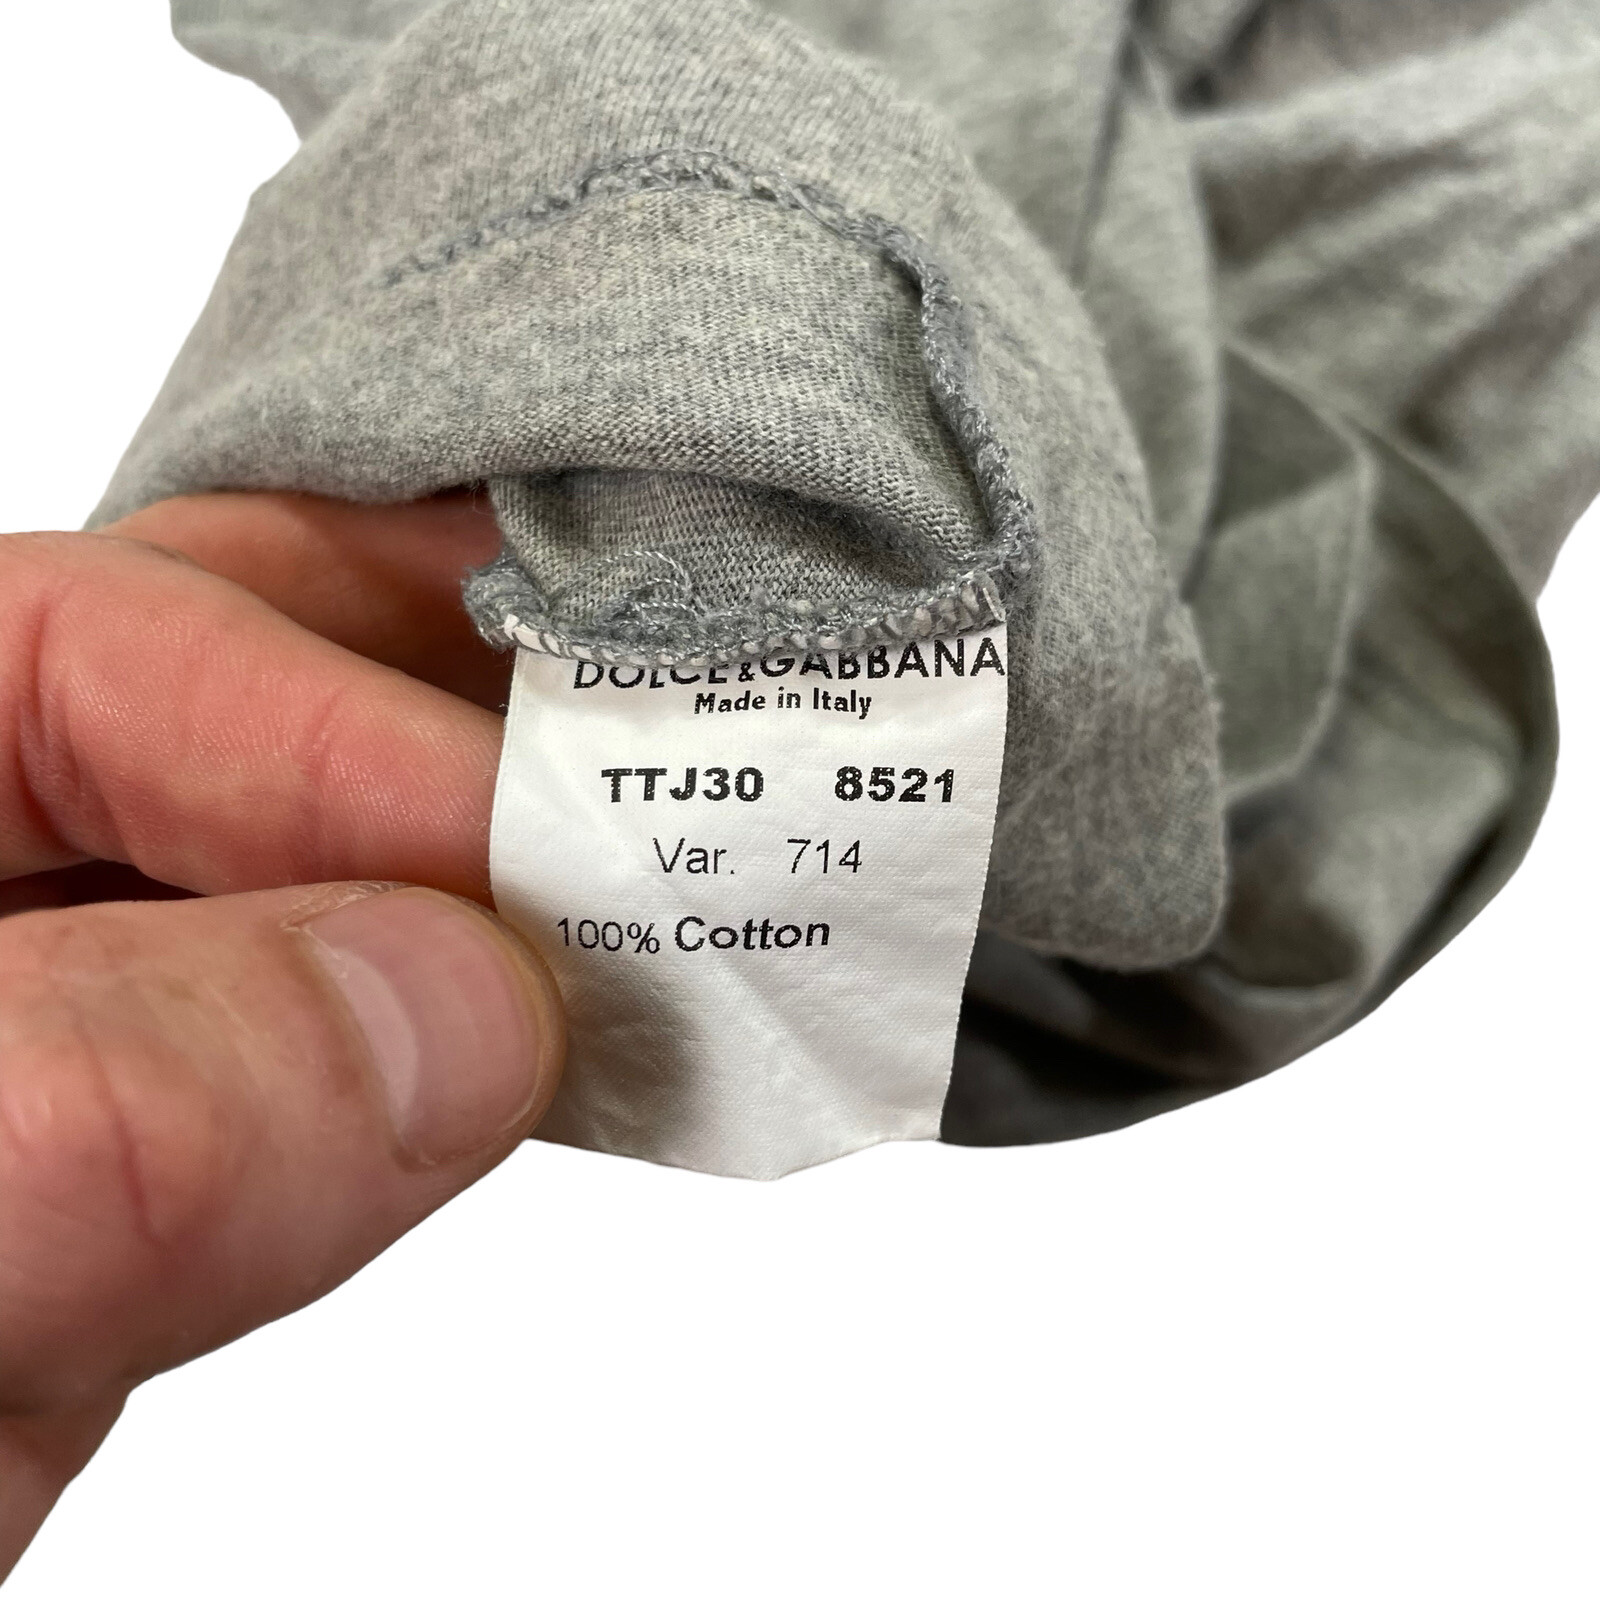 DOLCE&GABBANA
Made in Italy
TTJ30 8521
Var. 714
100% Cotton